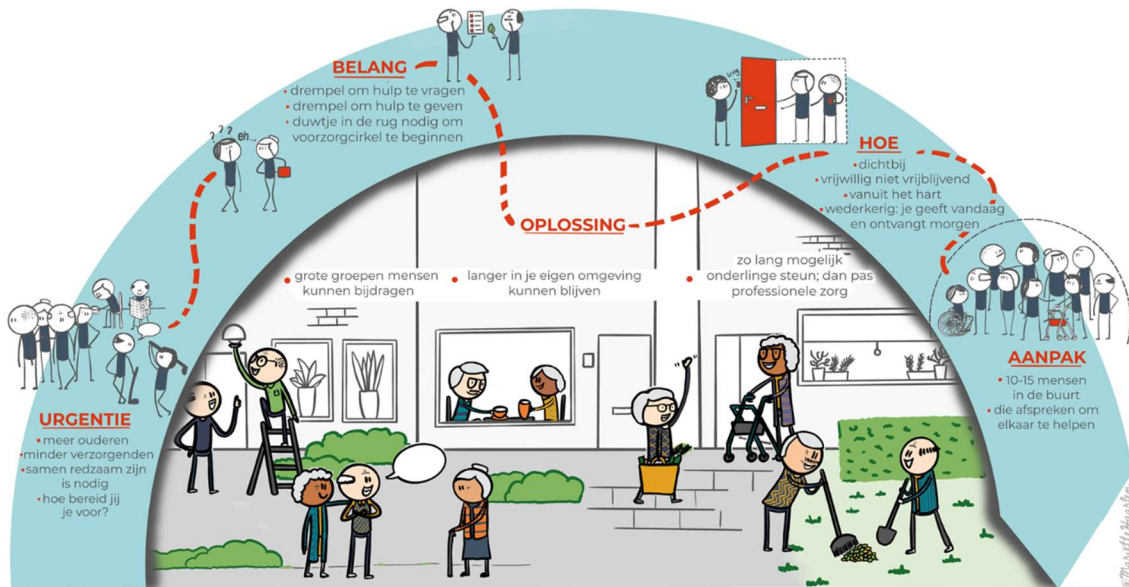 URGENTIE
• meer ouderen
• minder verzorgenden
• samen redzaam zijn
is nodig
• hoe bereid jij
je voor?
? ? ? eh...
BELANG
• drempel om hulp te vragen
• drempel om hulp te geven
• duwtje in de rug nodig om
voorzorgcirkel te beginnen
OPLOSSING
• grote groepen mensen
kunnen bijdragen
• langer in je eigen omgeving
kunnen blijven
• zo lang mogelijk
onderlinge steun; dan pas
professionele zorg
HOE
• dichtbij
• vrijwillig niet vrijblijvend
• vanuit het hart
• wederkerig: je geeft vandaag
en ontvangt morgen
AANPAK
• 10-15 mensen
in de buurt
• die afspreken om
elkaar te helpen